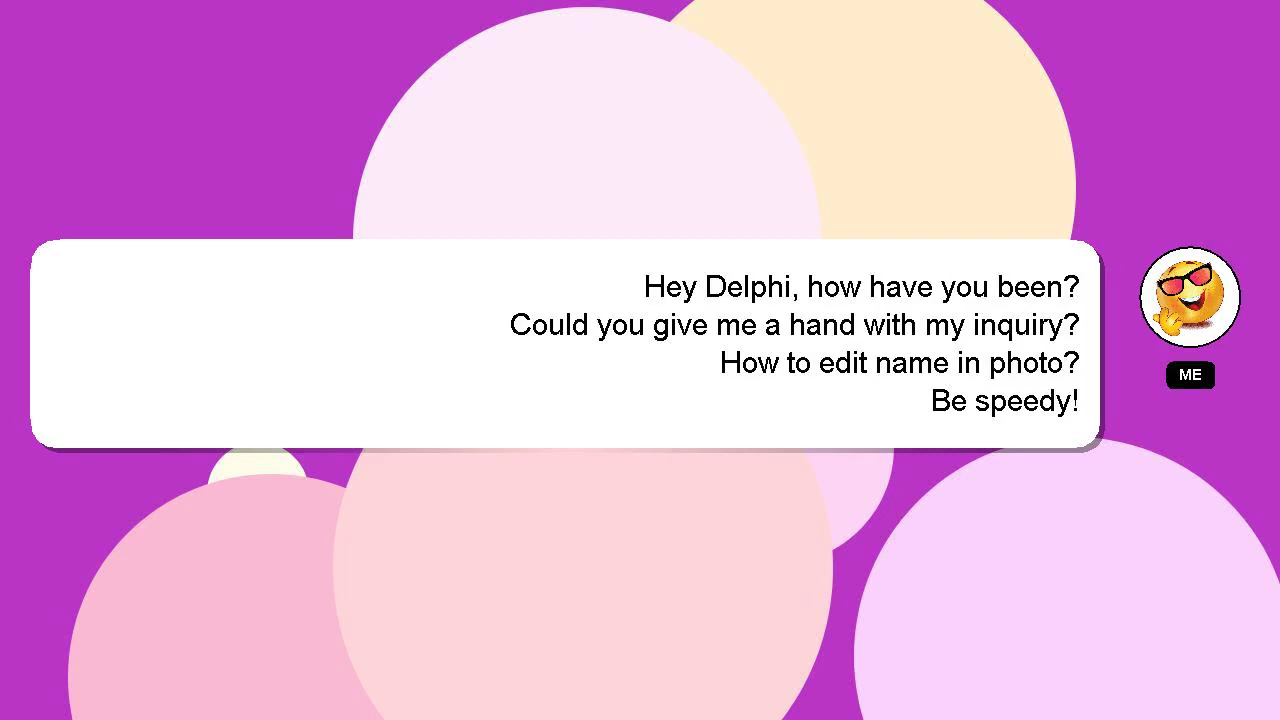 Hey Delphi, how have you been?
Could you give me a hand with my inquiry?
How to edit name in photo?
Be speedy!
ME